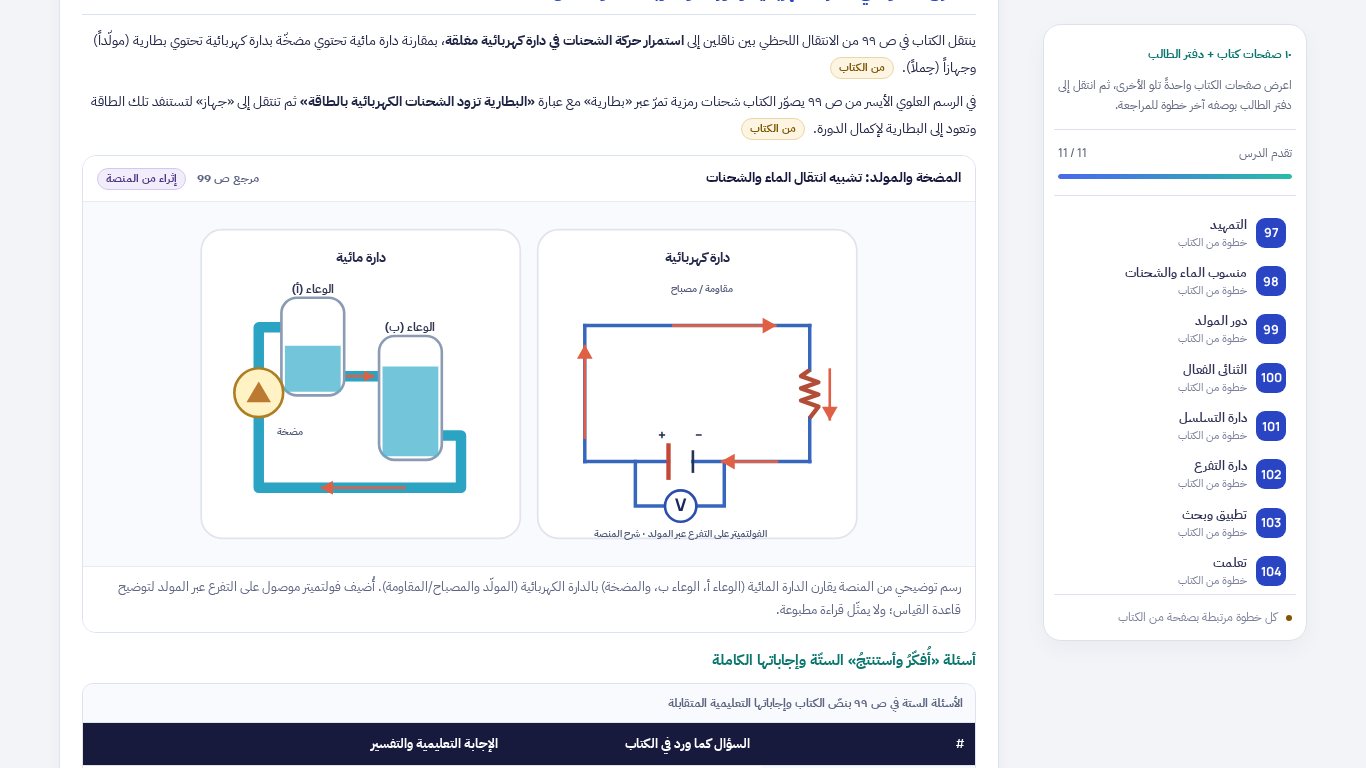 ١٠ صفحات كتاب + دفتر الطالب
اعرض صفحات الكتاب واحدةً تلو الأخرى، ثم انتقل إلى
دفتر الطالب بوصفه آخر خطوة للمراجعة.
تقدم الدرس
11 / 11
97
التمهيد
خطوة من الكتاب
98
منسوب الماء والشحنات
خطوة من الكتاب
99
دور المولد
خطوة من الكتاب
100
الثنائي الفعال
خطوة من الكتاب
101
دارة التسلسل
خطوة من الكتاب
102
دارة التفرع
خطوة من الكتاب
103
تطبيق وبحث
خطوة من الكتاب
104
تعلمت
خطوة من الكتاب
كل خطوة مرتبطة بصفحة من الكتاب
ينتقل الكتاب في ص ٩٩ من الانتقال اللحظي بين ناقلين إلى استمرار حركة الشحنات في دارة كهربائية مغلقة، بمقارنة دارة مائية تحتوي مضخّة بدارة كهربائية تحتوي بطارية (مولّداً)
وجهازاً (حِملاً). من الكتاب
في الرسم العلوي الأيسر من ص ٩٩ يصوّر الكتاب شحنات رمزية تمرّ عبر «بطارية» مع عبارة «البطارية تزود الشحنات الكهربائية بالطاقة» ثم تنتقل إلى «جهاز» لتستنفد تلك الطاقة
وتعود إلى البطارية لإكمال الدورة. من الكتاب
المضخة والمولد: تشبيه انتقال الماء والشحنات
مرجع ص 99
إثراء من المنصة
دارة كهربائية
مقاومة / مصباح
+
−
V
الفولتميتر على التفرع عبر المولد · شرح المنصة
دارة مائية
الوعاء (أ)
الوعاء (ب)
مضخة
رسم توضيحي من المنصة يقارن الدارة المائية (الوعاء أ، الوعاء ب، والمضخة) بالدارة الكهربائية (المولّد والمصباح/المقاومة). أُضيف فولتميتر موصول على التفرع عبر المولد لتوضيح
قاعدة القياس؛ ولا يمثّل قراءة مطبوعة.
أسئلة «أُفكّرُ وأستنتجُ» الستّة وإجاباتها الكاملة
الأسئلة الستة في ص ٩٩ بنصّ الكتاب وإجاباتها التعليمية المتقابلة
#
السؤال كما ورد في الكتاب
الإجابة التعليمية والتفسير